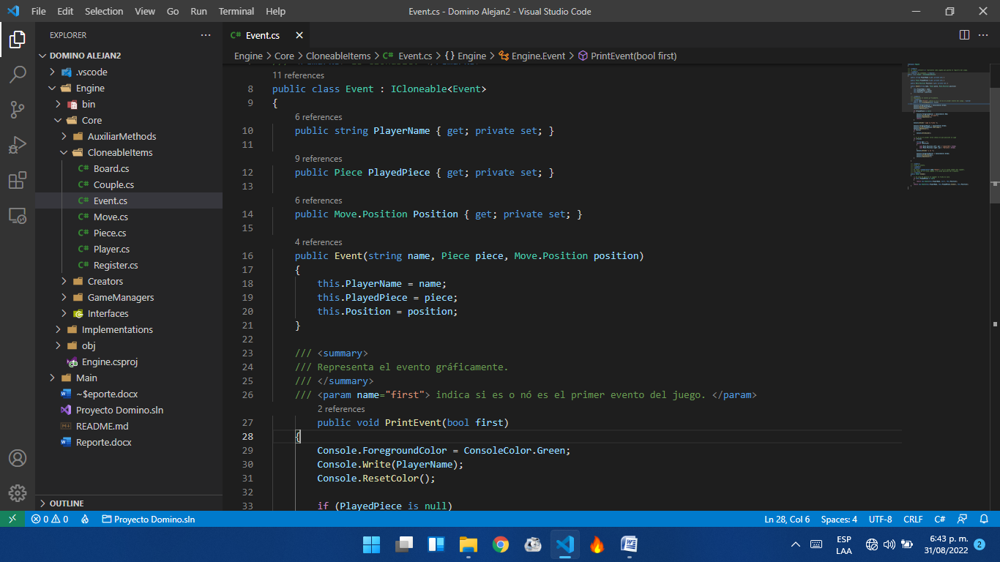 File Edit Selection View Go Run Terminal Help Event.cs - Domino Alejan2 - Visual Studio Code
EXPLORER
DOMINO ALEJAN2
.vscode
Engine
bin
Core
AuxiliarMethods
CloneableItems
Board.cs
Couple.cs
Event.cs
Move.cs
Piece.cs
Player.cs
Register.cs
Creators
GameManagers
Interfaces
Implementations
obj
Engine.csproj
Main
~$eporte.docx
Proyecto Domino.sln
README.md
Reporte.docx
OUTLINE
C# Event.cs
Engine > Core > CloneableItems > C# Event.cs > {} Engine > Engine.Event > PrintEvent(bool first)
11 references
8 public class Event : ICloneable<Event>
9 {
6 references
10 public string PlayerName { get; private set; }
11
9 references
12 public Piece PlayedPiece { get; private set; }
13
6 references
14 public Move.Position Position { get; private set; }
15
4 references
16 public Event(string name, Piece piece, Move.Position position)
17 {
18 this.PlayerName = name;
19 this.PlayedPiece = piece;
20 this.Position = position;
21 }
22
23 /// <summary>
24 /// Representa el evento gráficamente.
25 /// </summary>
26 /// <param name="first"> indica si es o nó es el primer evento del juego. </param>
2 references
27 public void PrintEvent(bool first)
28 {
29 Console.ForegroundColor = ConsoleColor.Green;
30 Console.Write(PlayerName);
31 Console.ResetColor();
32
33 if (PlayedPiece is null)
0 0 Proyecto Domino.sln Ln 28, Col 6 Spaces: 4 UTF-8 CRLF C#
ESP
LAA
6:43 p. m.
31/08/2022
2